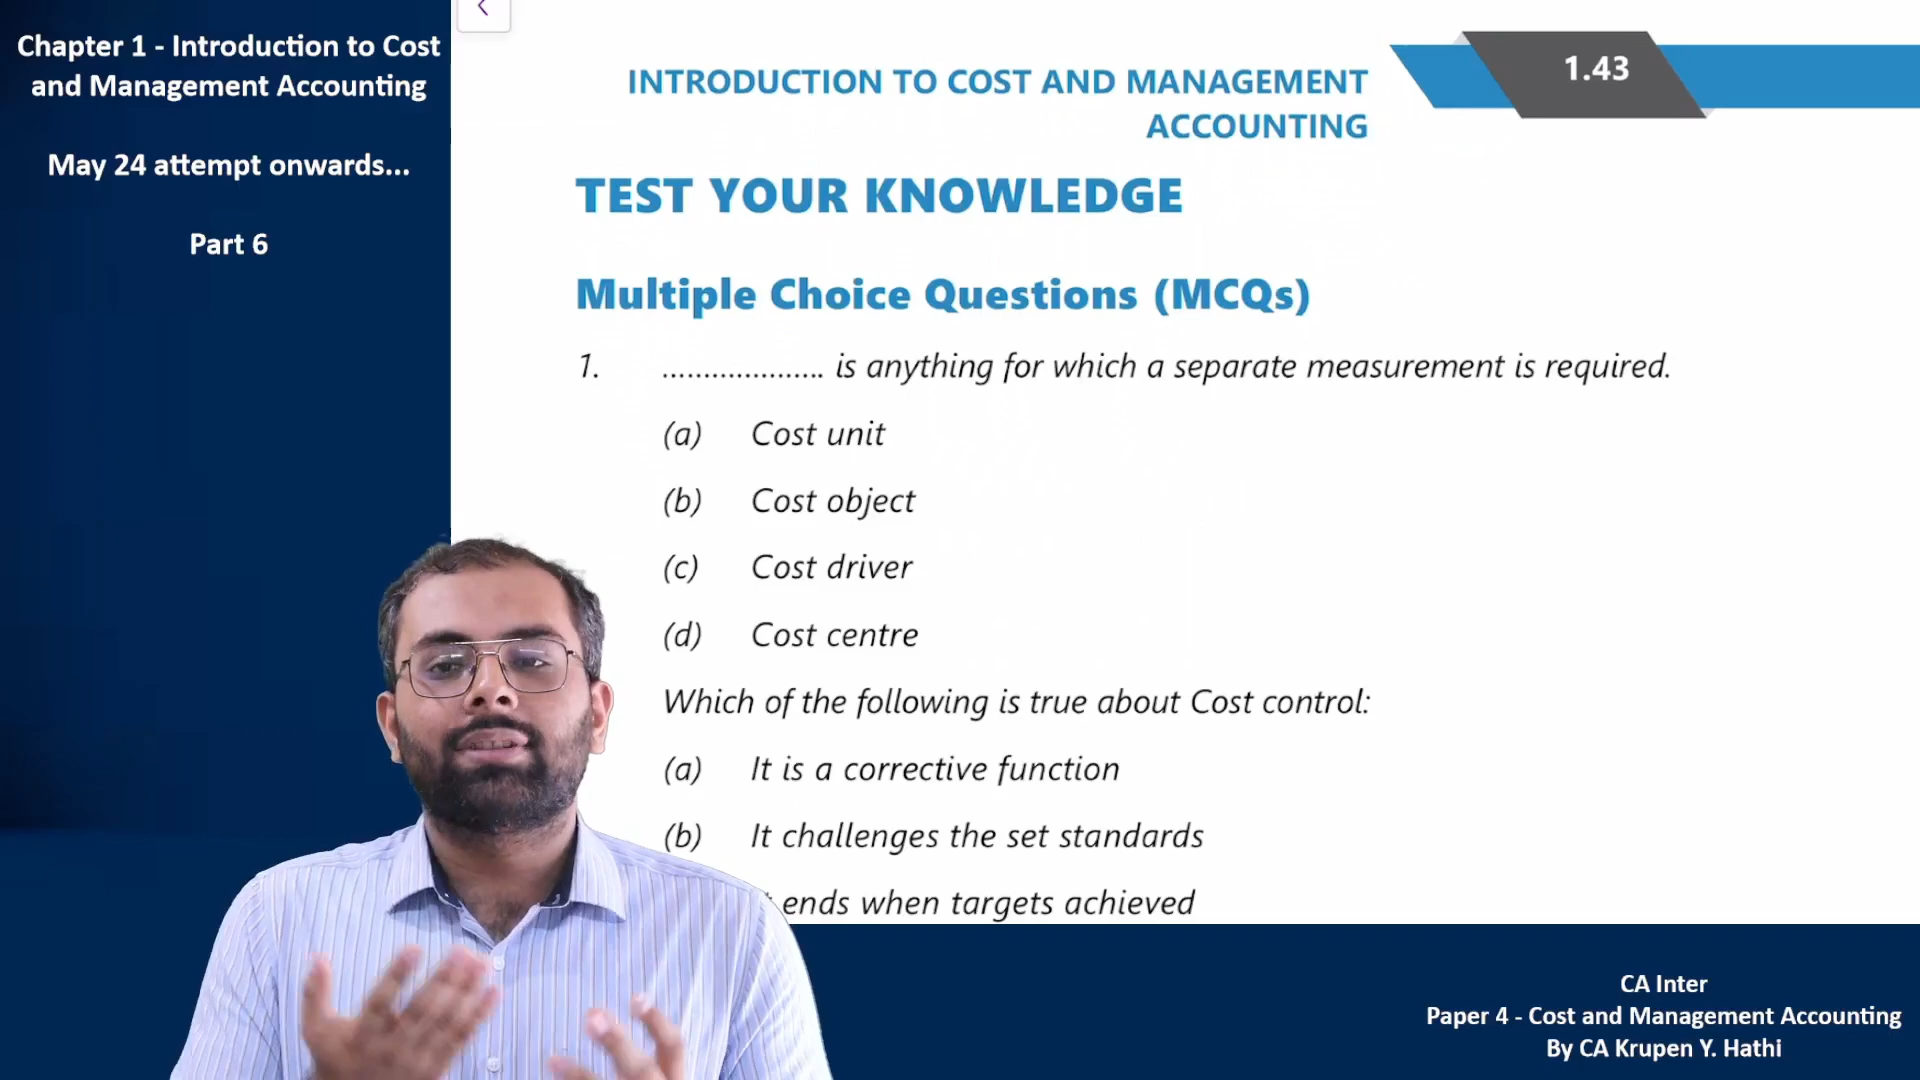 Chapter 1 - Introduction to Cost
and Management Accounting
May 24 attempt onwards...
Part 6
INTRODUCTION TO COST AND MANAGEMENT
ACCOUNTING
1.43
TEST YOUR KNOWLEDGE
Multiple Choice Questions (MCQs)
1. .................... is anything for which a separate measurement is required.
(a) Cost unit
(b) Cost object
(c) Cost driver
(d) Cost centre
Which of the following is true about Cost control:
(a) It is a corrective function
(b) It challenges the set standards
ends when targets achieved
CA Inter
Paper 4 - Cost and Management Accounting
By CA Krupen Y. Hathi